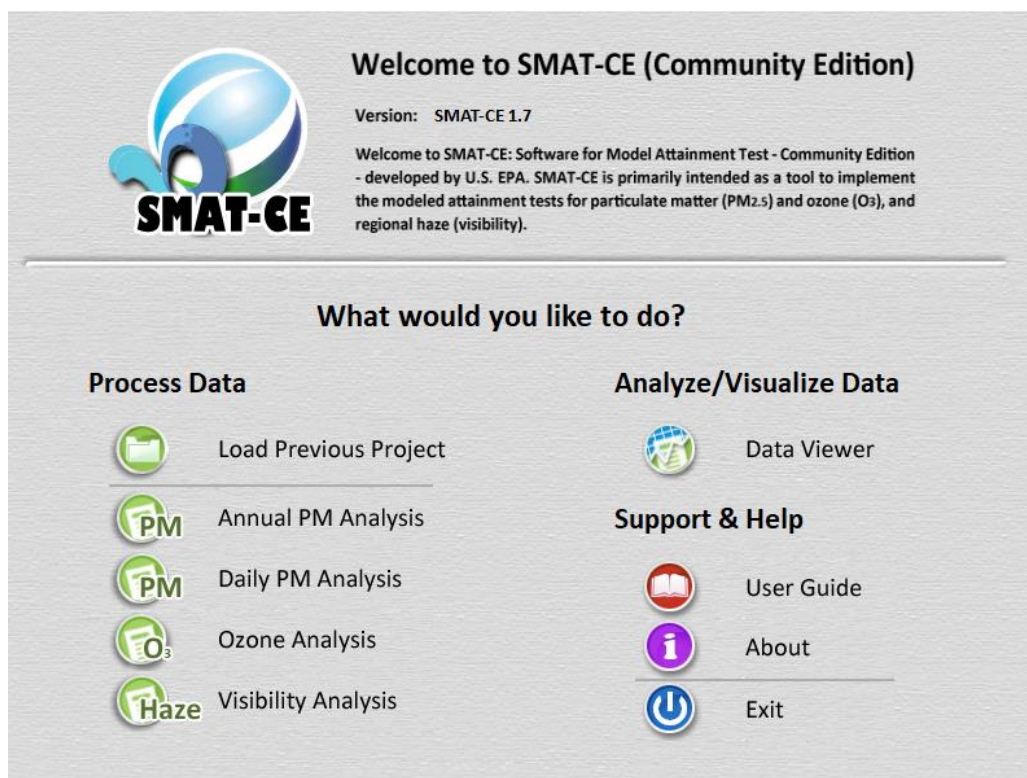 SMAT-CE
Welcome to SMAT-CE (Community Edition)
Version: SMAT-CE 1.7
Welcome to SMAT-CE: Software for Model Attainment Test - Community Edition
- developed by U.S. EPA. SMAT-CE is primarily intended as a tool to implement
the modeled attainment tests for particulate matter (PM2.5) and ozone (O3), and
regional haze (visibility).
What would you like to do?
Process Data
Load Previous Project
PM Annual PM Analysis
PM Daily PM Analysis
O3 Ozone Analysis
Haze Visibility Analysis
Analyze/Visualize Data
Data Viewer
Support & Help
User Guide
i About
Exit